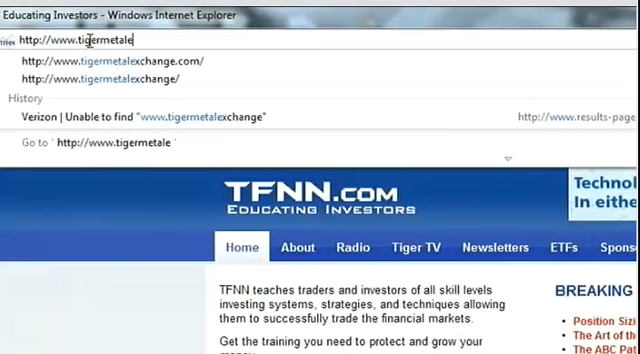 Educating Investors - Windows Internet Explorer
http://www.tigermetale
http://www.tigermetalexchange.com/
http://www.tigermetalexchange/
History
Verizon | Unable to find "www.tigermetalexchange" http://www.results-page
Go to ' http://www.tigermetale '
TFNN.COM
EDUCATING INVESTORS
Technol
In eithe
Home About Radio Tiger TV Newsletters ETFs Spons
TFNN teaches traders and investors of all skill levels
investing systems, strategies, and techniques allowing
them to successfully trade the financial markets.
Get the training you need to protect and grow your
money
BREAKING
Position Sizi
The Art of th
The ABC Pat